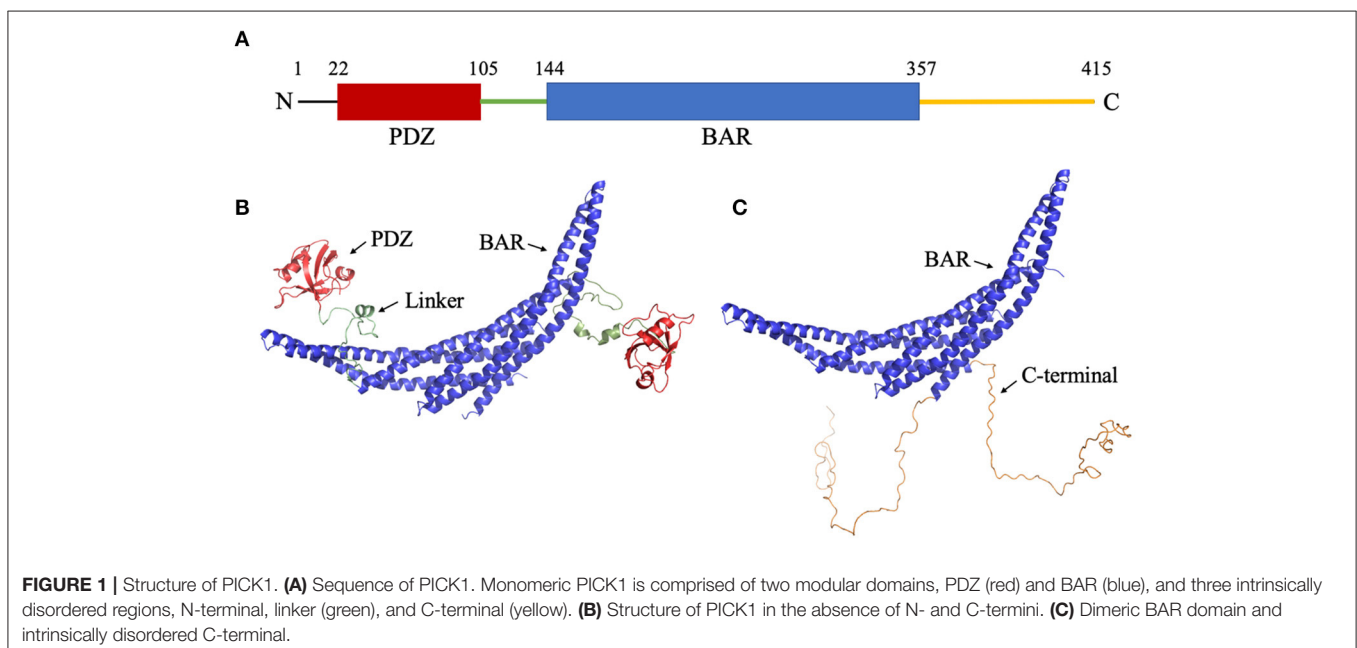 (A)
1 22 105 144 357 415
N C
PDZ BAR
(B)
PDZ
BAR
Linker
(C)
BAR
C-terminal
FIGURE 1 | Structure of PICK1. (A) Sequence of PICK1. Monomeric PICK1 is comprised of two modular domains, PDZ (red) and BAR (blue), and three intrinsically
disordered regions, N-terminal, linker (green), and C-terminal (yellow). (B) Structure of PICK1 in the absence of N- and C-termini. (C) Dimeric BAR domain and
intrinsically disordered C-terminal.